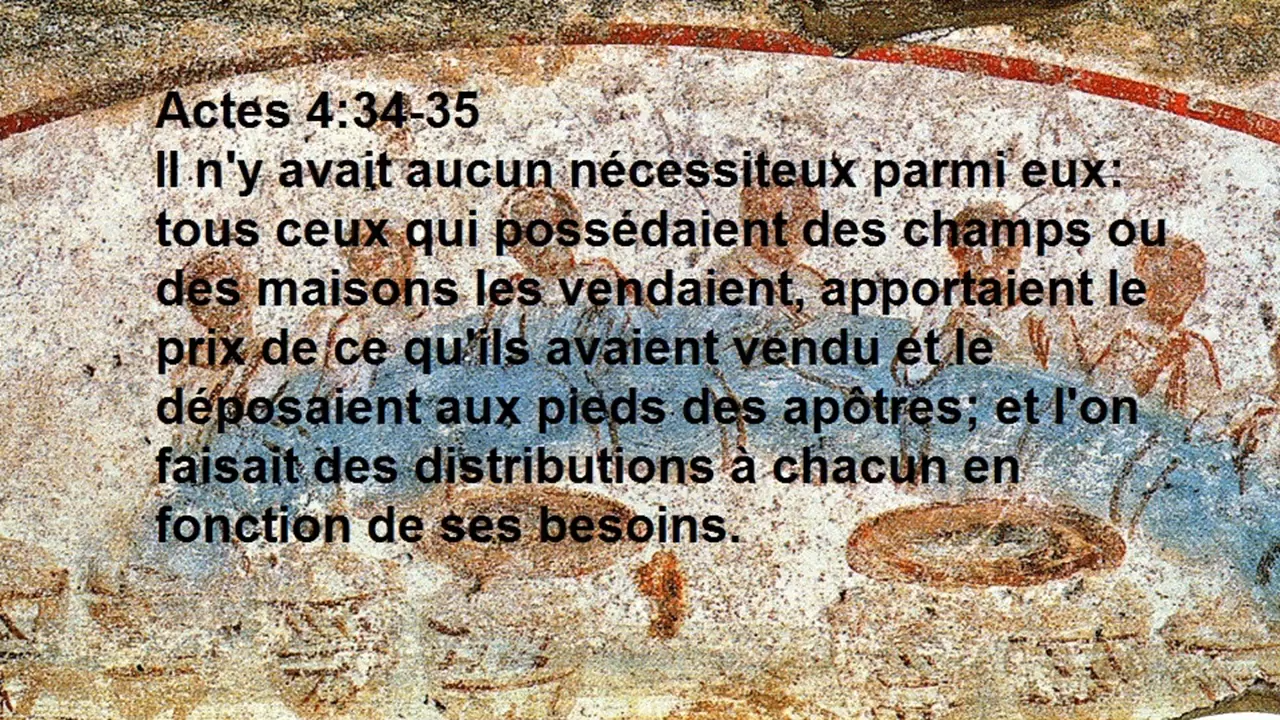 Actes 4:34-35
Il n'y avait aucun nécessiteux parmi eux:
tous ceux qui possédaient des champs ou
des maisons les vendaient, apportaient le
prix de ce qu'ils avaient vendu et le
déposaient aux pieds des apôtres; et l'on
faisait des distributions à chacun en
fonction de ses besoins.